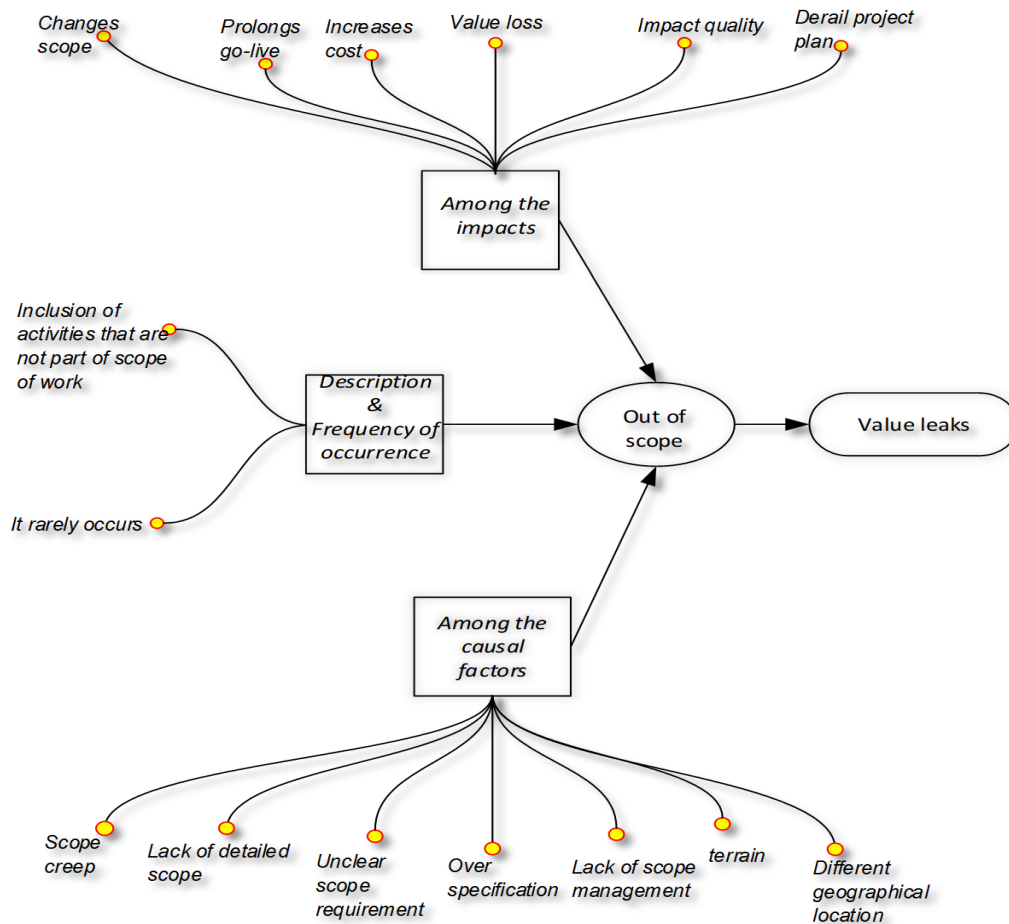 Changes
scope
Prolongs
go-live
Increases
cost
Value loss
Impact quality
Derail project
plan
Among the
impacts
Inclusion of
activities that are
not part of scope
of work
Description
&
Frequency of
occurrence
Out of
scope
Value leaks
It rarely occurs
Among the
causal
factors
Scope
creep
Lack of detailed
scope
Unclear
scope
requirement
Over
specification
Lack of scope
management
terrain
Different
geographical
location